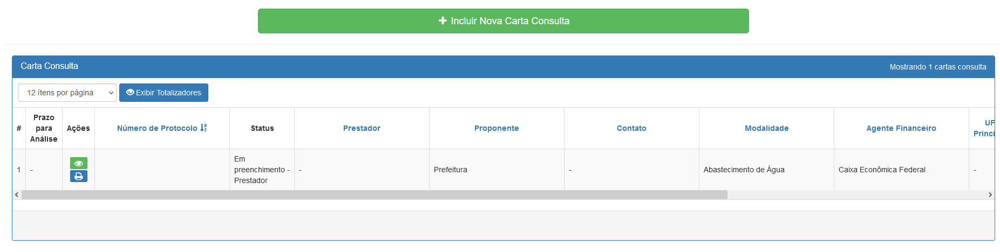 Incluir Nova Carta Consulta
Carta Consulta
Mostrando 1 cartas consulta
12 ítens por página
Exibir Totalizadores
#
Prazo
para
Análise
Ações
Número de Protocolo
Status
Prestador
Proponente
Contato
Modalidade
Agente Financeiro
UF
Princi
1
-
Em
preenchimento -
Prestador
-
Prefeitura
-
Abastecimento de Água
Caixa Econômica Federal
-